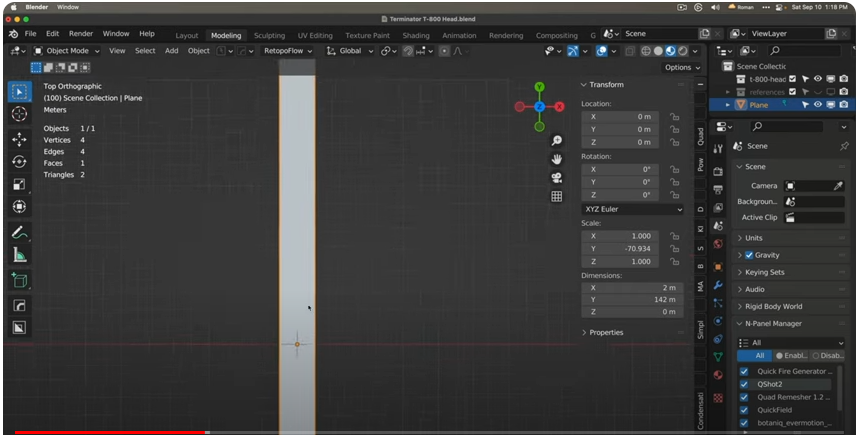 Blender Window
Roman
Sat Sep 10 1:18 PM
Terminator T-800 Head.blend
File Edit Render Window Help
Layout Modeling Sculpting UV Editing Texture Paint Shading Animation Rendering Compositing G
Scene
ViewLayer
Object Mode View Select Add Object RetopoFlow Global
Options
Top Orthographic
(100) Scene Collection | Plane
Meters
Objects 1/1
Vertices 4
Edges 4
Faces 1
Triangles 2
Y
Z
X
Transform
Location:
X 0 m
Y 0 m
Z 0 m
Rotation:
X 0°
Y 0°
Z 0°
XYZ Euler
Scale:
X 1.000
Y -70.934
Z 1.000
Dimensions:
X 2 m
Y 142 m
Z 0 m
Properties
Quad
Pow
D
KI
S
B
MA
Simpl
Condensati
Scene Collectic
t-800-heac
references
Plane
Scene
Scene
Camera
Backgroun..
Active Clip
Units
Gravity
Keying Sets
Audio
Rigid Body World
N-Panel Manager
All
All Enabl.. Disab..
Quick Fire Generator ...
QShot2
Quad Remesher 1.2 ...
QuickField
botaniq_evermotion_...